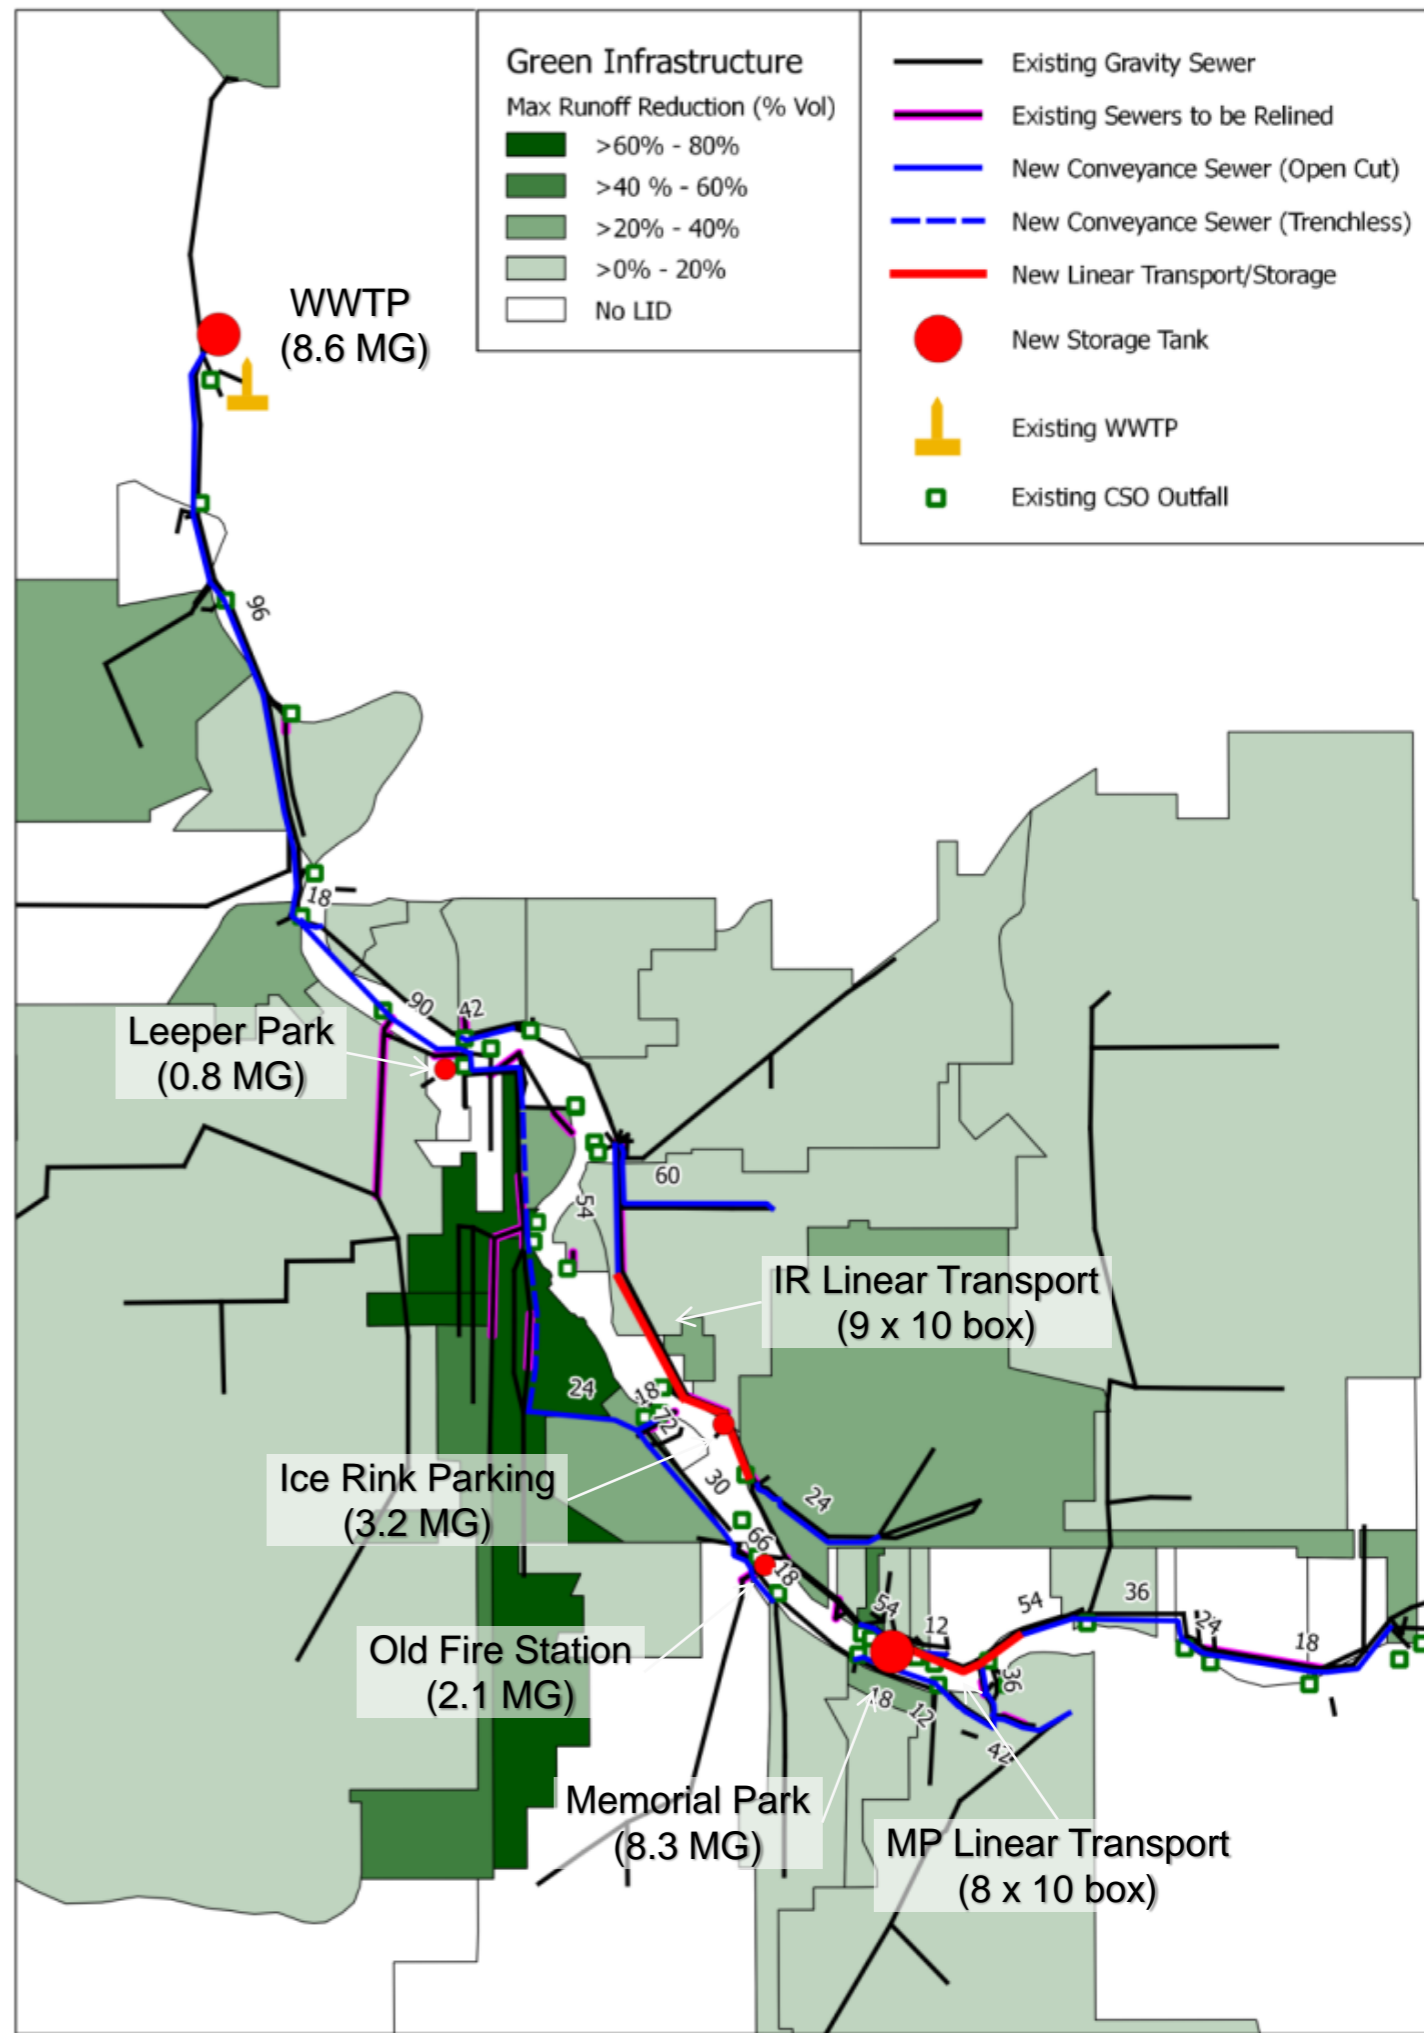 Green Infrastructure
Max Runoff Reduction (% Vol)
>60% - 80%
>40 % - 60%
>20% - 40%
>0% - 20%
No LID
Existing Gravity Sewer
Existing Sewers to be Relined
New Conveyance Sewer (Open Cut)
New Conveyance Sewer (Trenchless)
New Linear Transport/Storage
New Storage Tank
Existing WWTP
Existing CSO Outfall
WWTP
(8.6 MG)
96
18
90
42
Leeper Park
(0.8 MG)
60
54
IR Linear Transport
(9 x 10 box)
24
18
72
Ice Rink Parking
(3.2 MG)
30
24
66
18
54
12
54
36
24
18
Old Fire Station
(2.1 MG)
36
18
12
42
Memorial Park
(8.3 MG)
MP Linear Transport
(8 x 10 box)